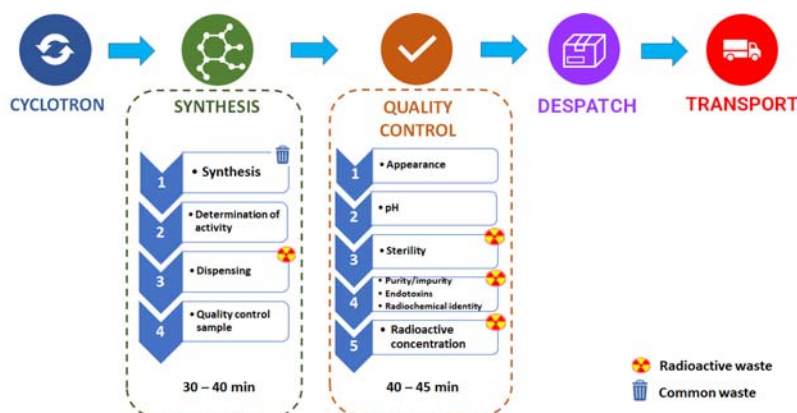 CYCLOTRON
SYNTHESIS
QUALITY
CONTROL
DESPATCH
TRANSPORT
1
• Synthesis
2
• Determination of
activity
3
• Dispensing
4
• Quality control
sample
30 – 40 min
1
• Appearance
2
• pH
3
• Sterility
4
• Purity/impurity
• Endotoxins
• Radiochemical identity
5
• Radioactive
concentration
40 – 45 min
Radioactive waste
Common waste